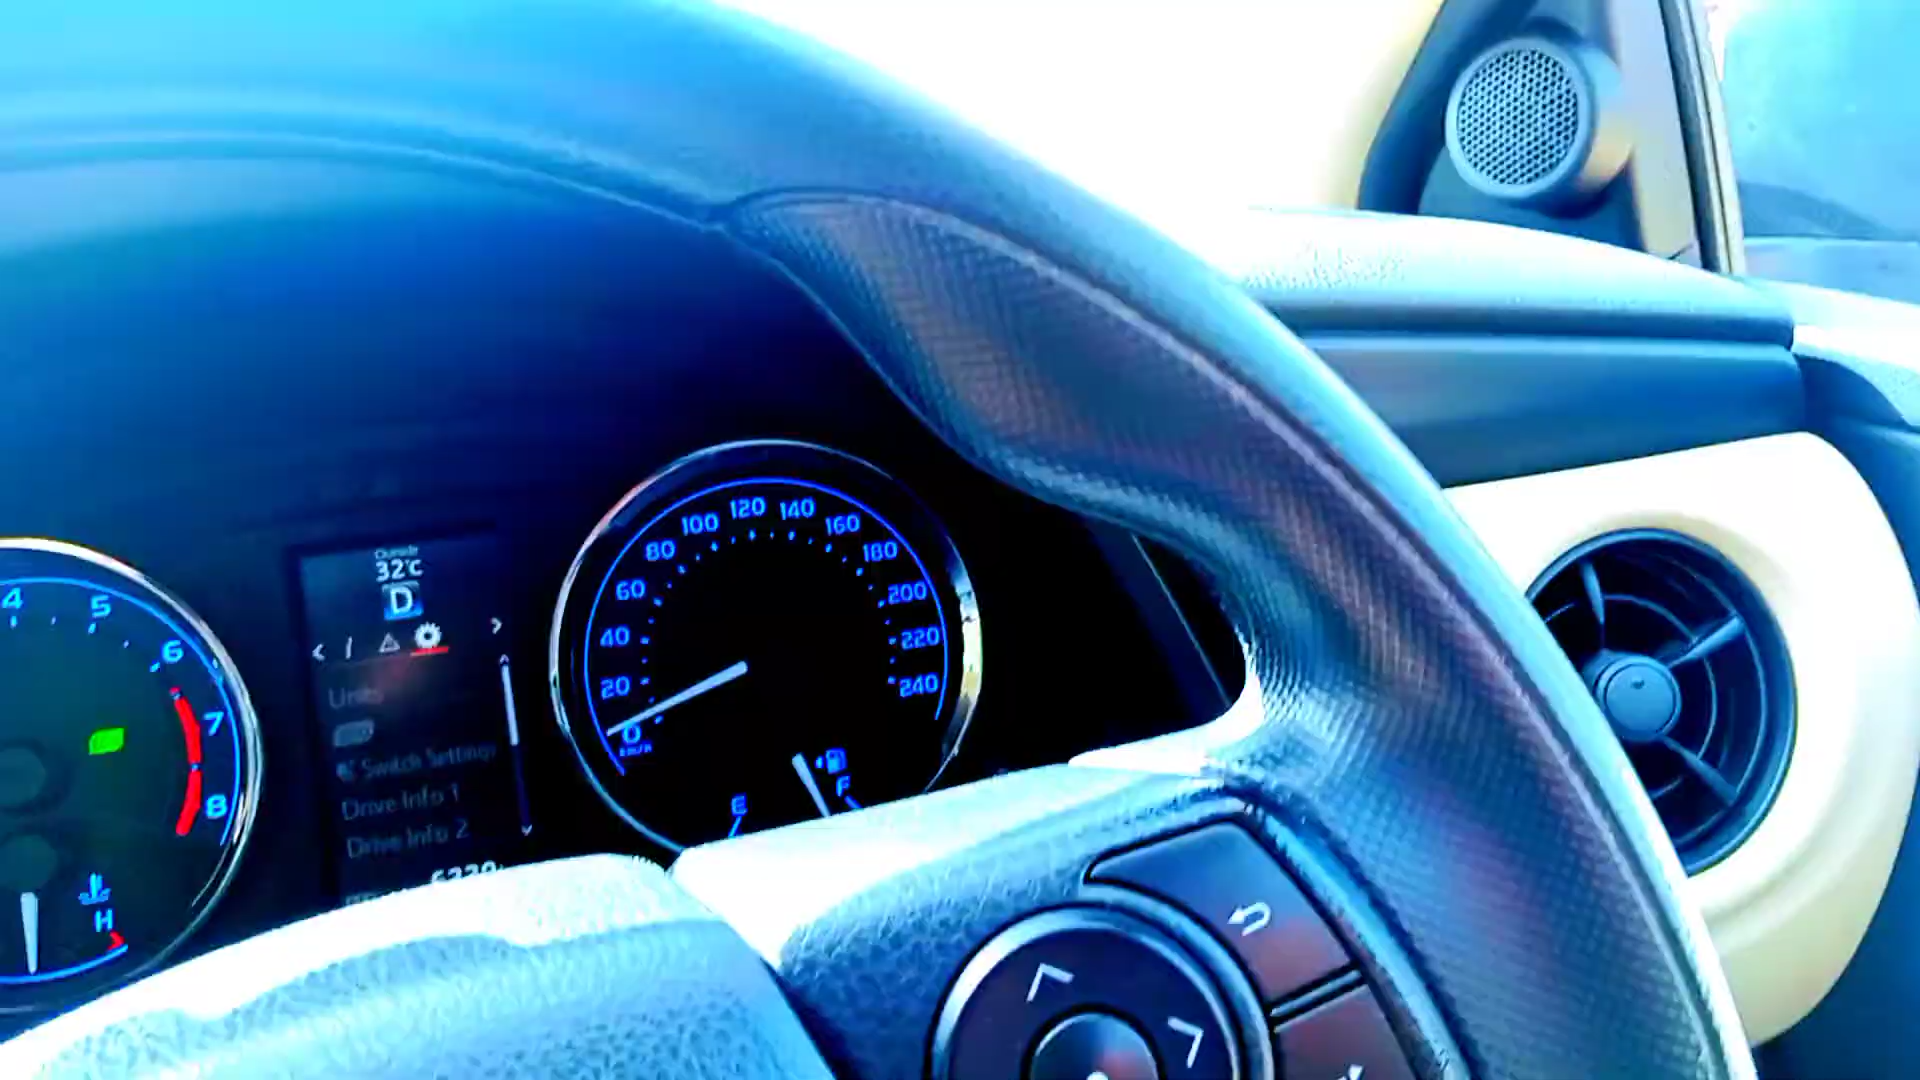 4 5 6 7 8
H
Outside
32°C
D
Units
Switch Settings
Drive Info 1
Drive Info 2
0 20 40 60 80 100 120 140 160 180 200 220 240
km/h
E F